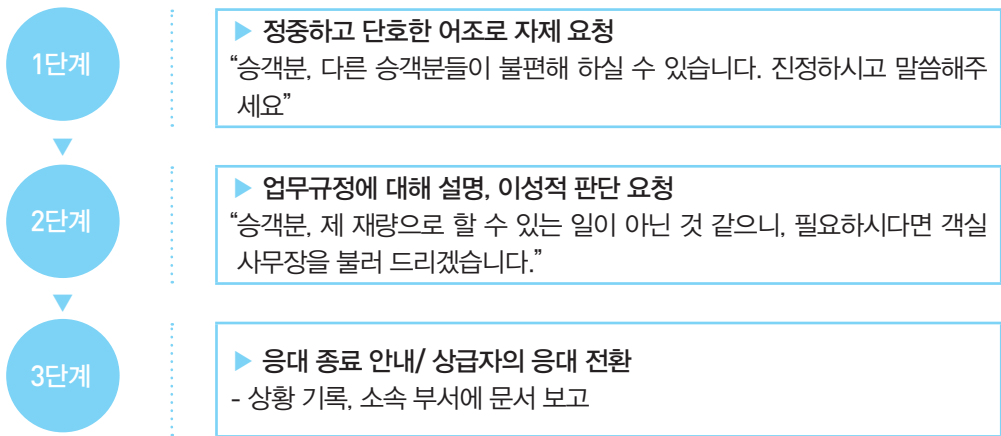 1단계
▶ 정중하고 단호한 어조로 자제 요청
“승객분, 다른 승객분들이 불편해 하실 수 있습니다. 진정하시고 말씀해주
세요”
2단계
▶ 업무규정에 대해 설명, 이성적 판단 요청
“승객분, 제 재량으로 할 수 있는 일이 아닌 것 같으니, 필요하시다면 객실
사무장을 불러 드리겠습니다.”
3단계
▶ 응대 종료 안내/ 상급자의 응대 전환
- 상황 기록, 소속 부서에 문서 보고